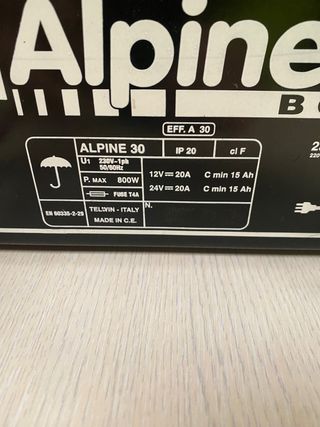 Alpine
B
EFF. A 30
ALPINE 30 IP 20 cl F
U1 230V~1ph
50/60Hz
P. MAX 800W
FUSE T4A
12V 20A C min 15 Ah
24V 20A C min 15 Ah
EN 60335-2-29
TELWIN - ITALY
MADE IN C.E.
N.
220